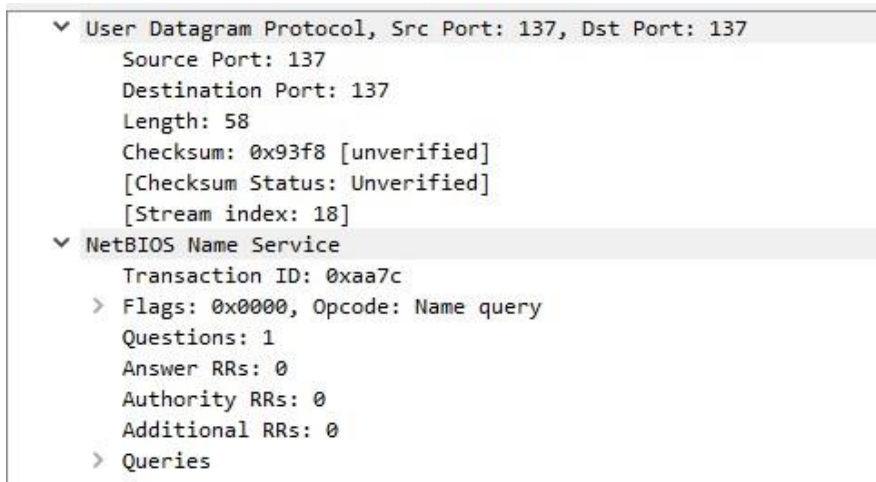 User Datagram Protocol, Src Port: 137, Dst Port: 137
Source Port: 137
Destination Port: 137
Length: 58
Checksum: 0x93f8 [unverified]
[Checksum Status: Unverified]
[Stream index: 18]
NetBIOS Name Service
Transaction ID: 0xaa7c
Flags: 0x0000, Opcode: Name query
Questions: 1
Answer RRs: 0
Authority RRs: 0
Additional RRs: 0
Queries